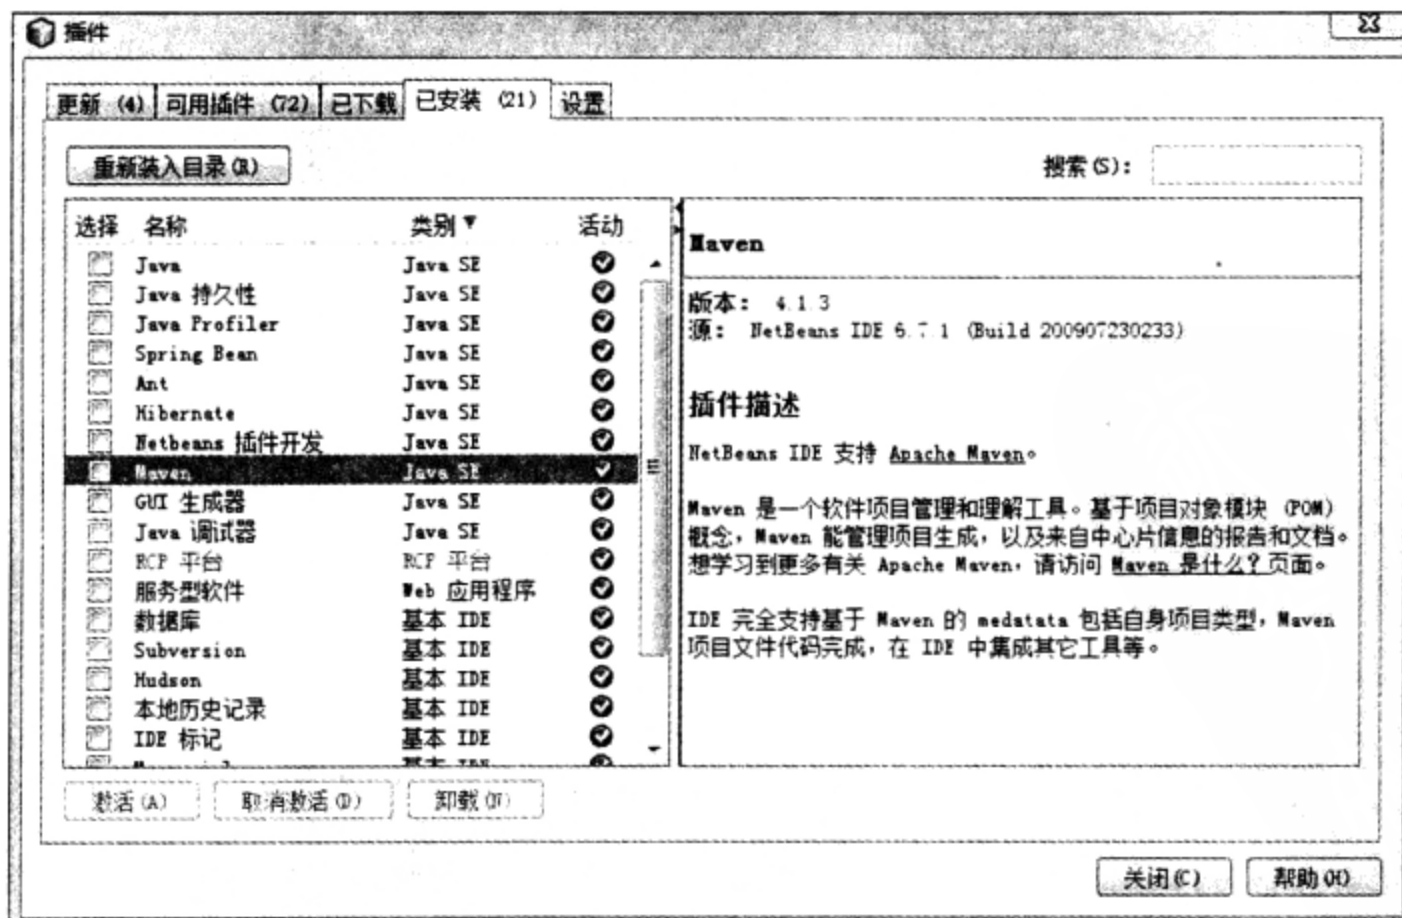 插件
更新 (4) 可用插件 (72) 已下载 已安装 (21) 设置
重新装入目录(R) 搜索(S):
选择 名称 类别 活动
Java Java SE
Java 持久性 Java SE
Java Profiler Java SE
Spring Bean Java SE
Ant Java SE
Hibernate Java SE
Netbeans 插件开发 Java SE
Maven Java SE
GUI 生成器 Java SE
Java 调试器 Java SE
RCP 平台 RCP 平台
服务型软件 Web 应用程序
数据库 基本 IDE
Subversion 基本 IDE
Hudson 基本 IDE
本地历史记录 基本 IDE
IDE 标记 基本 IDE
基本 IDE
激活(A) 取消激活(D) 卸载(N)
Maven
版本: 4.1.3
源: NetBeans IDE 6.7.1 (Build 200907230233)
插件描述
NetBeans IDE 支持 Apache Maven。
Maven 是一个软件项目管理和理解工具。基于项目对象模块 (POM)
概念,Maven 能管理项目生成,以及来自中心片信息的报告和文档。
想学习到更多有关 Apache Maven,请访问 Maven 是什么?页面。
IDE 完全支持基于 Maven 的 medatata 包括自身项目类型,Maven
项目文件代码完成,在 IDE 中集成其它工具等。
关闭(C) 帮助(H)